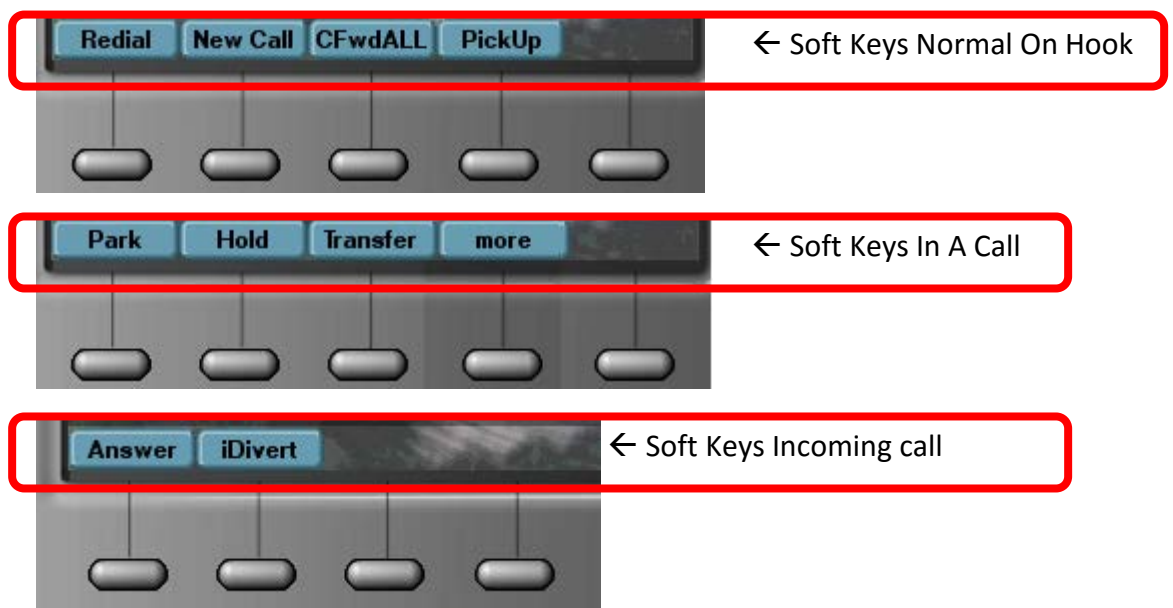 Redial New Call CFwdALL PickUp ← Soft Keys Normal On Hook
Park Hold Transfer more ← Soft Keys In A Call
Answer iDivert ← Soft Keys Incoming call